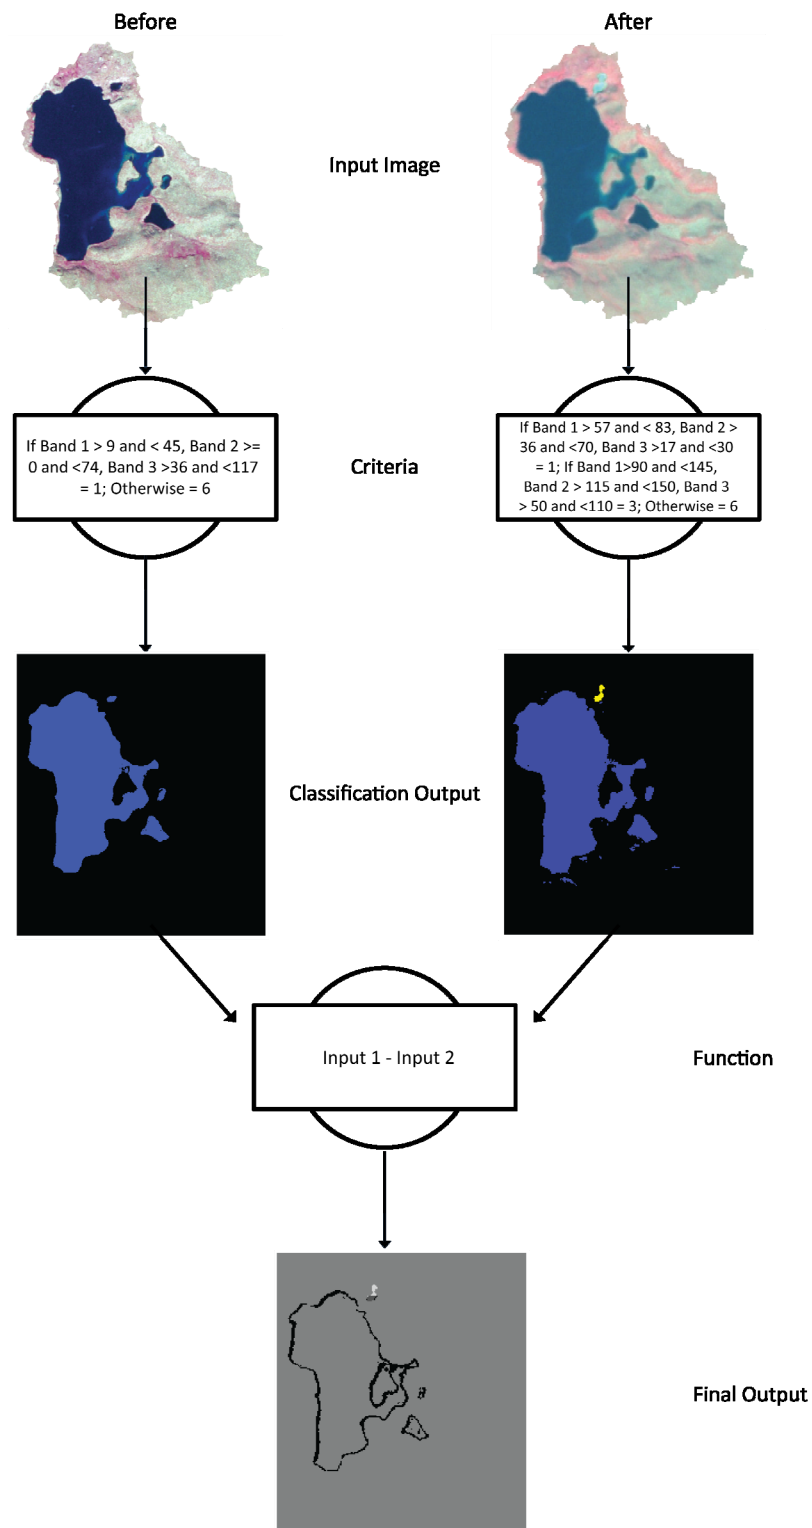 Before
After
Input Image
If Band 1 > 9 and < 45, Band 2 >=
0 and <74, Band 3 >36 and <117
= 1; Otherwise = 6
Criteria
If Band 1 > 57 and < 83, Band 2 >
36 and <70, Band 3 >17 and <30
= 1; If Band 1>90 and <145,
Band 2 > 115 and <150, Band 3
> 50 and <110 = 3; Otherwise = 6
Classification Output
Input 1 - Input 2
Function
Final Output